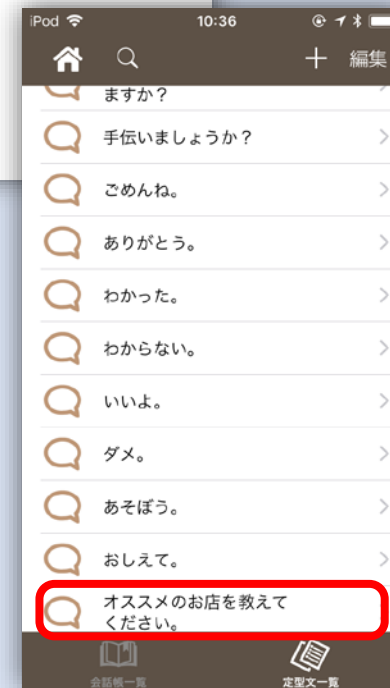 iPod 10:36
編集
ますか?
手伝いましょうか?
ごめんね。
ありがとう。
わかった。
わからない。
いいよ。
ダメ。
あそぼう。
おしえて。
オススメのお店を教えて
ください。
会話帳一覧 定型文一覧